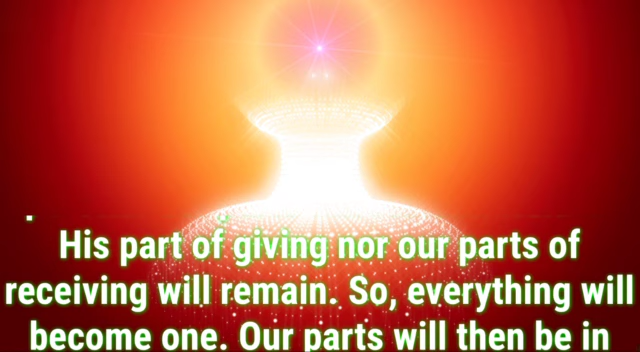 His part of giving nor our parts of
receiving will remain. So, everything will
become one. Our parts will then be in